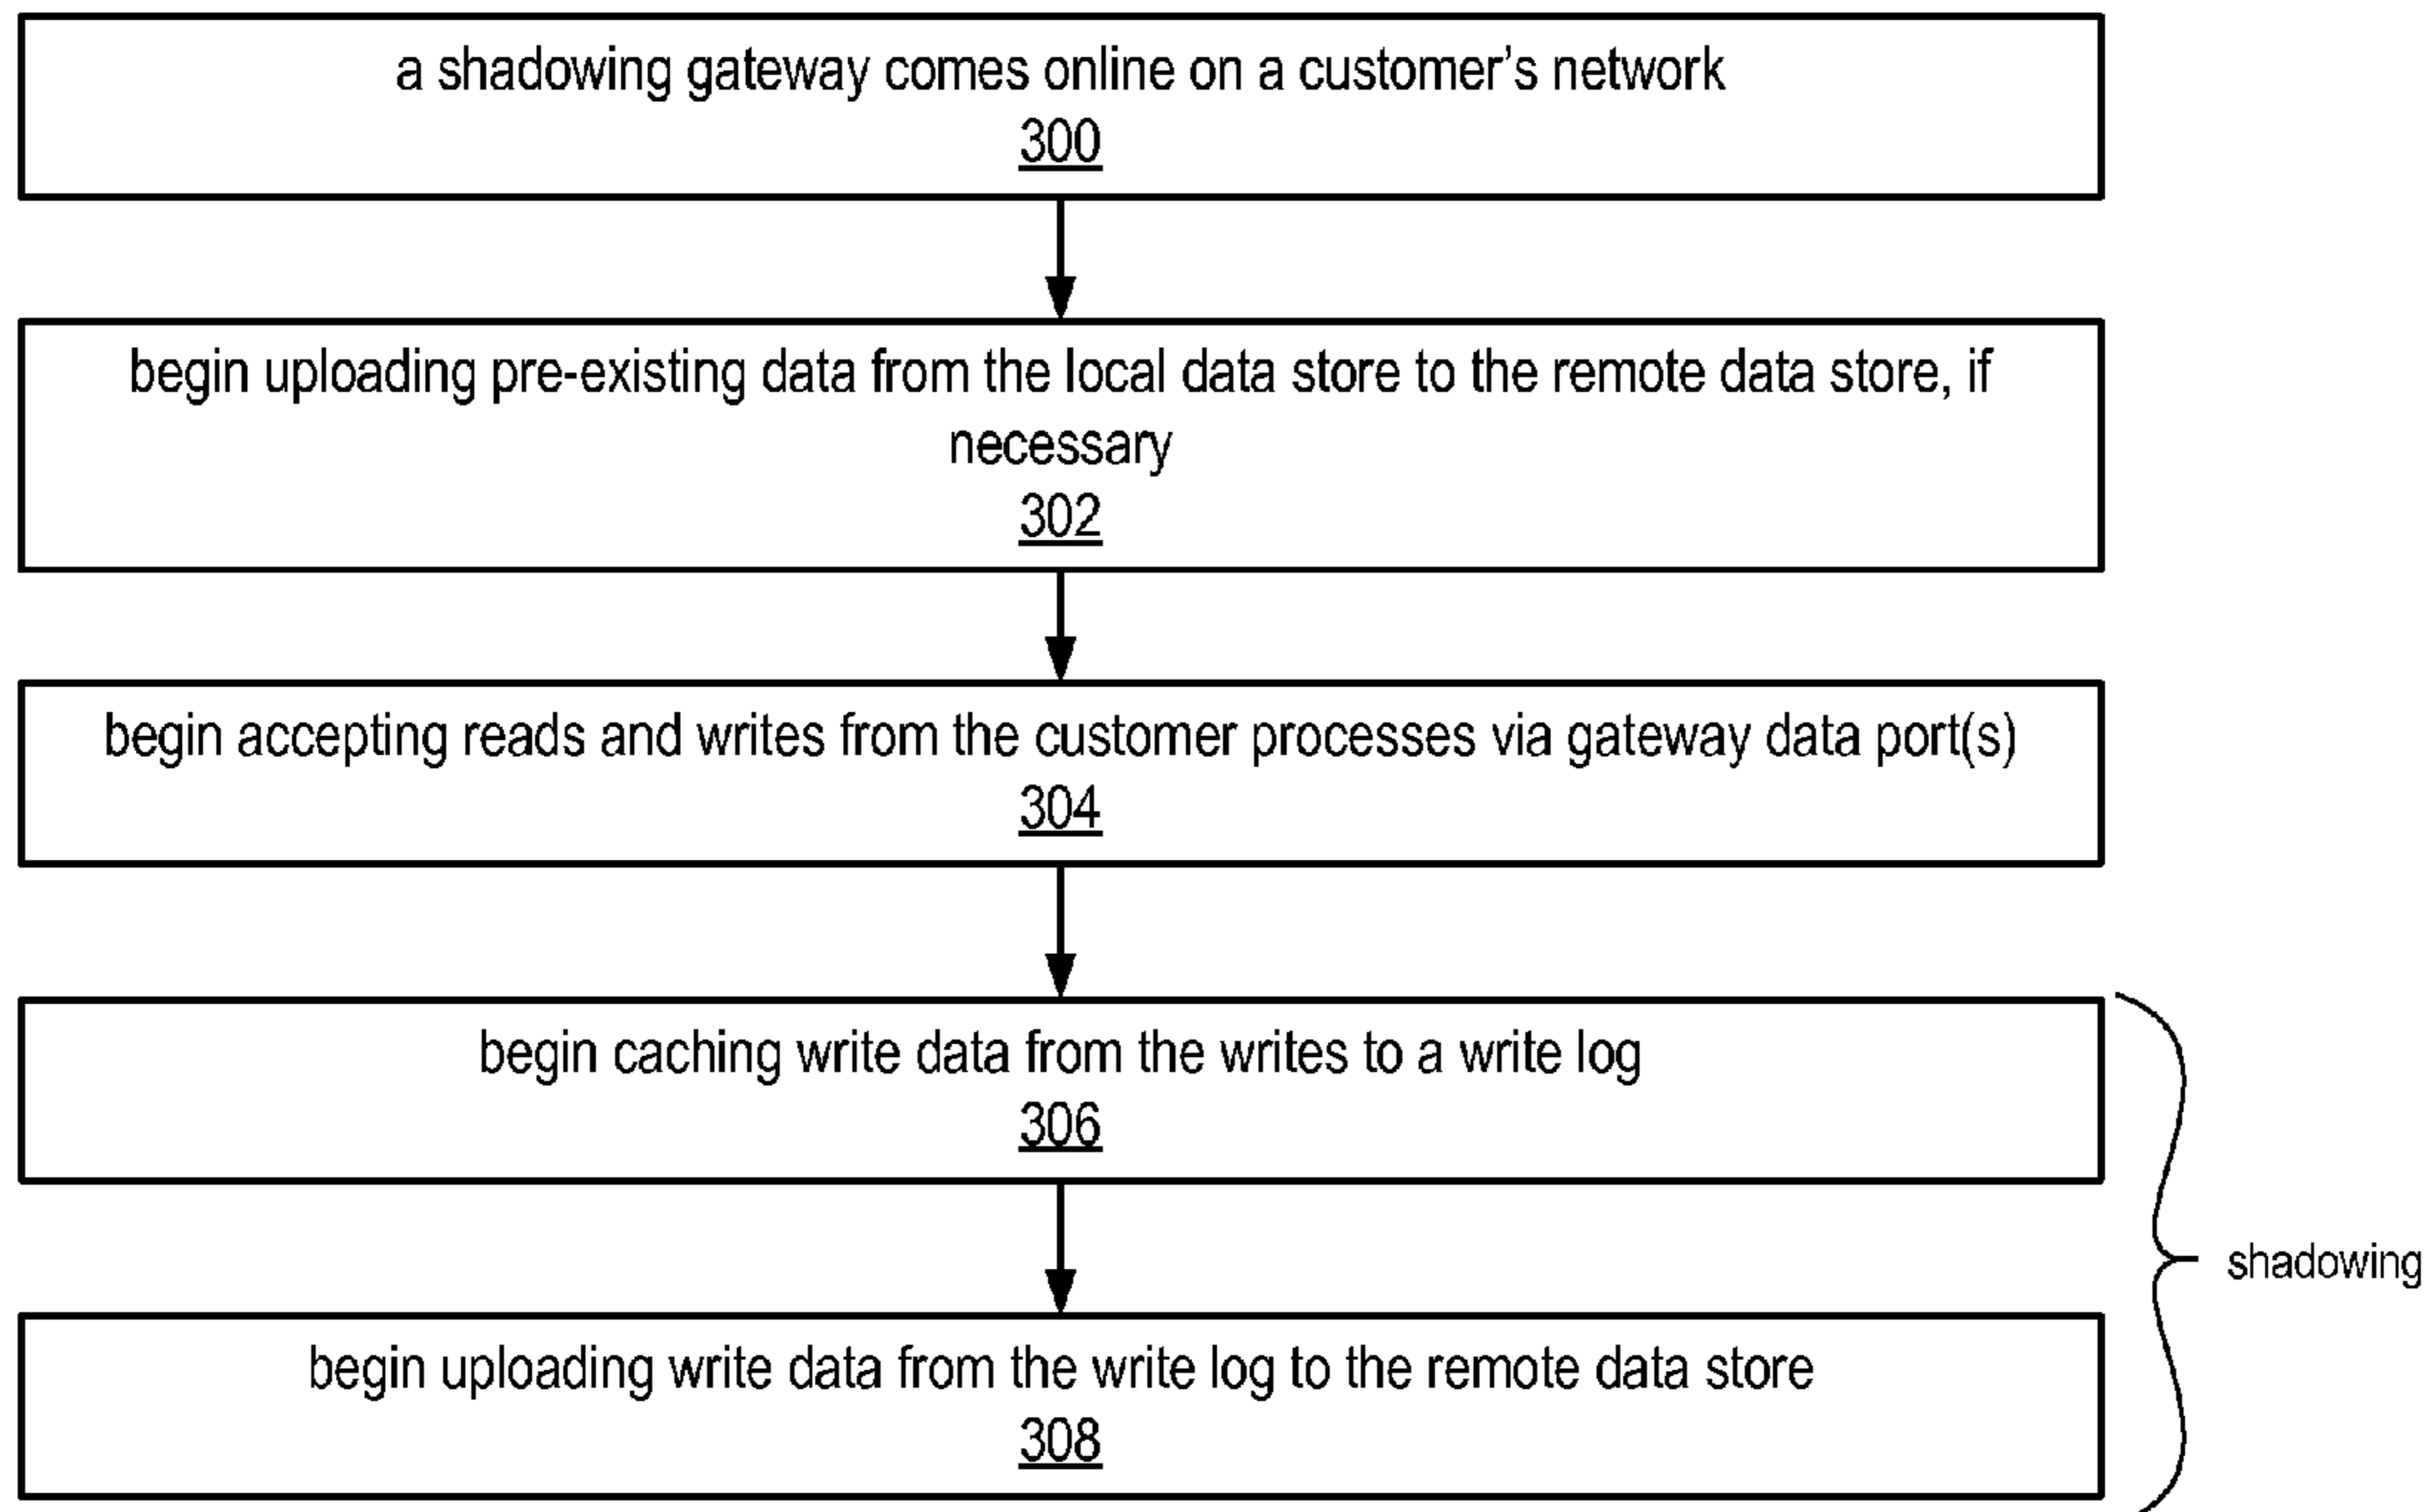 a shadowing gateway comes online on a customer’s network
300
begin uploading pre-existing data from the local data store to the remote data store, if
necessary
302
begin accepting reads and writes from the customer processes via gateway data port(s)
304
begin caching write data from the writes to a write log
306
shadowing
begin uploading write data from the write log to the remote data store
308